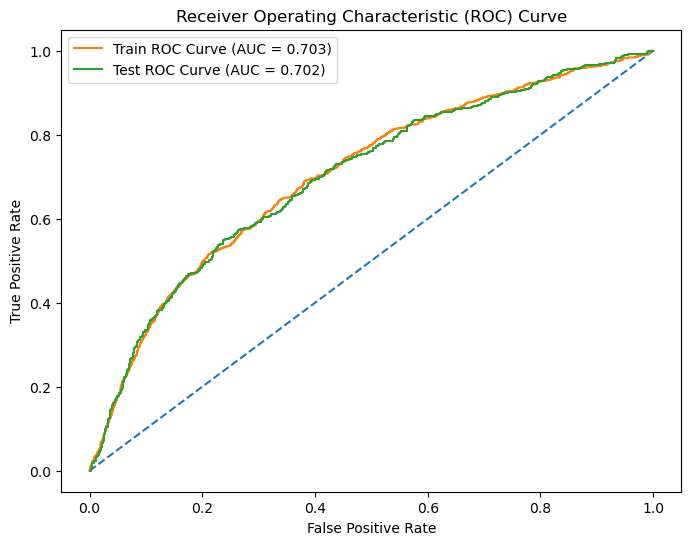 Receiver Operating Characteristic (ROC) Curve
Train ROC Curve (AUC = 0.703)
Test ROC Curve (AUC = 0.702)
True Positive Rate
1.0
0.8
0.6
0.4
0.2
0.0
0.0 0.2 0.4 0.6 0.8 1.0
False Positive Rate